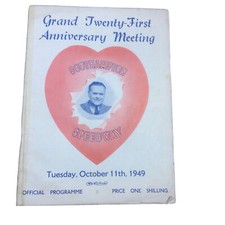 Grand Twenty-First
Anniversary Meeting
SOUTHAMPTON
SPEEDWAY
Tuesday, October 11th, 1949
OFFICIAL PROGRAMME PRICE ONE SHILLING